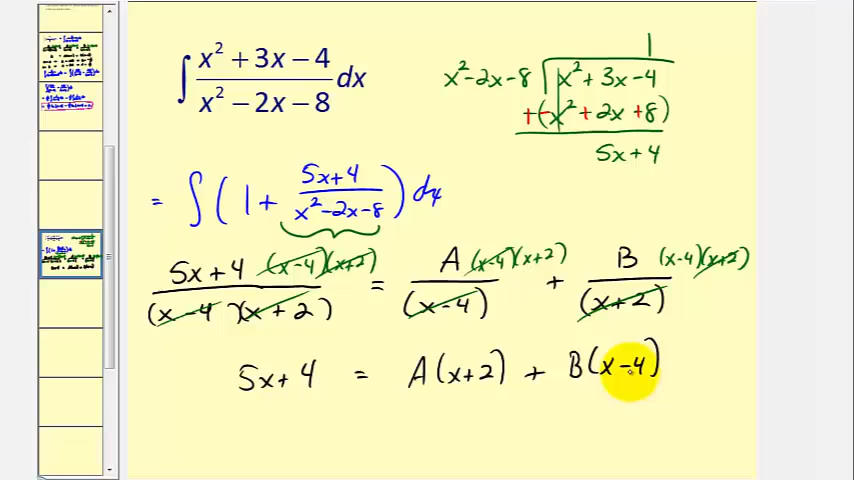 ∫ (x² + 3x − 4)/(x² − 2x − 8) dx
1
x² − 2x − 8 ) x² + 3x − 4
+ (− x² + 2x + 8)
5x + 4
= ∫ ( 1 + (5x+4)/(x² − 2x − 8) ) dx
(5x + 4)/((x − 4)(x + 2)) (x−4)(x+2) = A/(x − 4) (x−4)(x+2) + B/(x + 2) (x−4)(x+2)
5x + 4 = A(x+2) + B(x−4)